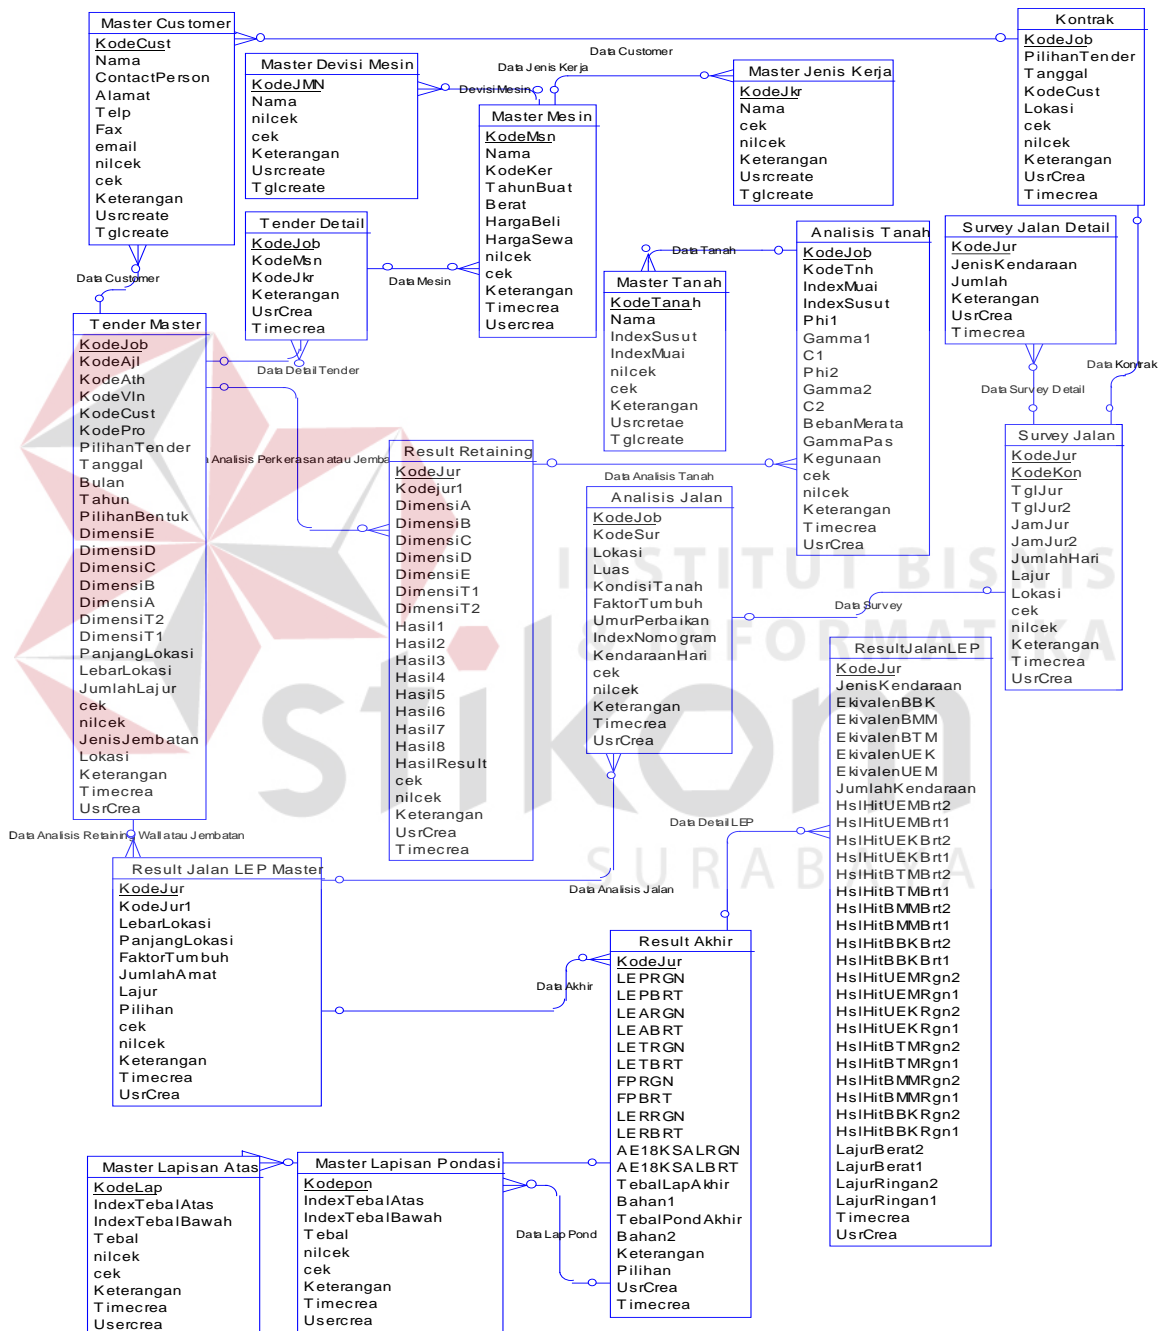 Master Customer
KodeCust
Nama
ContactPerson
Alamat
Telp
Fax
email
nilcek
cek
Keterangan
Usrcreate
Tglcreate
Master Devisi Mesin
KodeJMN
Nama
nilcek
cek
Keterangan
Usrcreate
Tglcreate
Devisi Mesin
Data Jenis Kerja
Data Customer
Master Mesin
KodeMsn
Nama
KodeKer
TahunBuat
Berat
HargaBeli
HargaSewa
nilcek
cek
Keterangan
Timecrea
Usercrea
Master Jenis Kerja
KodeJkr
Nama
cek
nilcek
Keterangan
Usrcreate
Tglcreate
Kontrak
KodeJob
PilihanTender
Tanggal
KodeCust
Lokasi
cek
nilcek
Keterangan
UsrCrea
Timecrea
Data Customer
Tender Detail
KodeJob
KodeMsn
KodeJkr
Keterangan
UsrCrea
Timecrea
Data Mesin
Data Detail Tender
Data Tanah
Master Tanah
KodeTanah
Nama
IndexSusut
IndexMuai
nilcek
cek
Keterangan
Usrcretae
Tglcreate
Analisis Tanah
KodeJob
KodeTnh
IndexMuai
IndexSusut
Phi1
Gamma1
C1
Phi2
Gamma2
C2
BebanMerata
GammaPas
Kegunaan
cek
nilcek
Keterangan
Timecrea
UsrCrea
Survey Jalan Detail
KodeJur
JenisKendaraan
Jumlah
Keterangan
UsrCrea
Timecrea
Data Kontrak
Data Survey Detail
Tender Master
KodeJob
KodeAjl
KodeAth
KodeVln
KodeCust
KodePro
PilihanTender
Tanggal
Bulan
Tahun
PilihanBentuk
DimensiE
DimensiD
DimensiC
DimensiB
DimensiA
DimensiT2
DimensiT1
PanjangLokasi
LebarLokasi
JumlahLajur
cek
nilcek
JenisJembatan
Lokasi
Keterangan
Timecrea
UsrCrea
Analisis Perkerasan atau Jemba
Result Retaining
KodeJur
Kodejur1
DimensiA
DimensiB
DimensiC
DimensiD
DimensiE
DimensiT1
DimensiT2
Hasil1
Hasil2
Hasil3
Hasil4
Hasil5
Hasil6
Hasil7
Hasil8
HasilResult
cek
nilcek
Keterangan
UsrCrea
Timecrea
Data Analisis Tanah
Analisis Jalan
KodeJob
KodeSur
Lokasi
Luas
KondisiTanah
FaktorTumbuh
UmurPerbaikan
IndexNomogram
KendaraanHari
cek
nilcek
Keterangan
Timecrea
UsrCrea
Data Survey
Survey Jalan
KodeJur
KodeKon
TglJur
TglJur2
JamJur
JamJur2
JumlahHari
Lajur
Lokasi
cek
nilcek
Keterangan
Timecrea
UsrCrea
INSTITUT BISNIS
& INFORMATIKA
stikom
SURABAYA
ResultJalanLEP
KodeJur
JenisKendaraan
EkivalenBBK
EkivalenBMM
EkivalenBTM
EkivalenUEK
EkivalenUEM
JumlahKendaraan
HslHitUEMBrt2
HslHitUEMBrt1
HslHitUEKBrt2
HslHitUEKBrt1
HslHitBTMBrt2
HslHitBTMBrt1
HslHitBMMBrt2
HslHitBMMBrt1
HslHitBBKBrt2
HslHitBBKBrt1
HslHitUEMRgn2
HslHitUEMRgn1
HslHitUEKRgn2
HslHitUEKRgn1
HslHitBTMRgn2
HslHitBTMRgn1
HslHitBMMRgn2
HslHitBMMRgn1
HslHitBBKRgn2
HslHitBBKRgn1
LajurBerat2
LajurBerat1
LajurRingan2
LajurRingan1
Timecrea
UsrCrea
Data Detail LEP
Data Analisis Retaining Wall atau Jembatan
Data Analisis Jalan
Result Jalan LEP Master
KodeJur
KodeJur1
LebarLokasi
PanjangLokasi
FaktorTumbuh
JumlahAmat
Lajur
Pilihan
cek
nilcek
Keterangan
Timecrea
UsrCrea
Data Akhir
Result Akhir
KodeJur
LEPRGN
LEPBRT
LEARGN
LEABRT
LETRGN
LETBRT
FPRGN
FPBRT
LERRGN
LERBRT
AE18KSALRGN
AE18KSALBRT
TebalLapAkhir
Bahan1
TebalPondAkhir
Bahan2
Keterangan
Pilihan
UsrCrea
Timecrea
Master Lapisan Atas
KodeLap
IndexTebalAtas
IndexTebalBawah
Tebal
nilcek
cek
Keterangan
Timecrea
Usercrea
Master Lapisan Pondasi
Kodepon
IndexTebalAtas
IndexTebalBawah
Tebal
nilcek
cek
Keterangan
Timecrea
Usercrea
Data Lap Pond